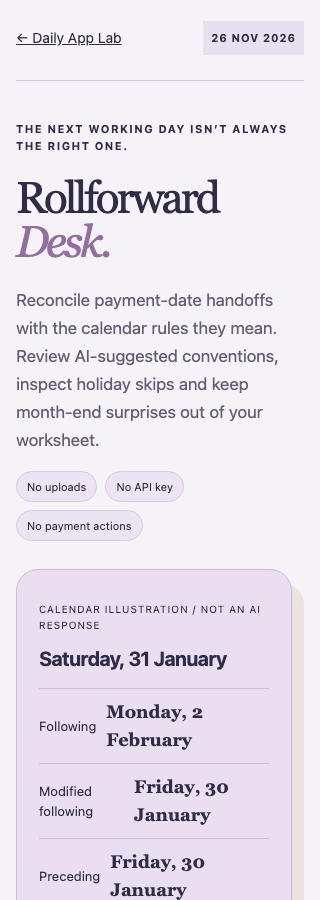 ← Daily App Lab
26 NOV 2026
THE NEXT WORKING DAY ISN’T ALWAYS
THE RIGHT ONE.
Rollforward
Desk.
Reconcile payment-date handoffs
with the calendar rules they mean.
Review AI-suggested conventions,
inspect holiday skips and keep
month-end surprises out of your
worksheet.
No uploads
No API key
No payment actions
CALENDAR ILLUSTRATION / NOT AN AI
RESPONSE
Saturday, 31 January
Following
Monday, 2
February
Modified
following
Friday, 30
January
Preceding
Friday, 30
January